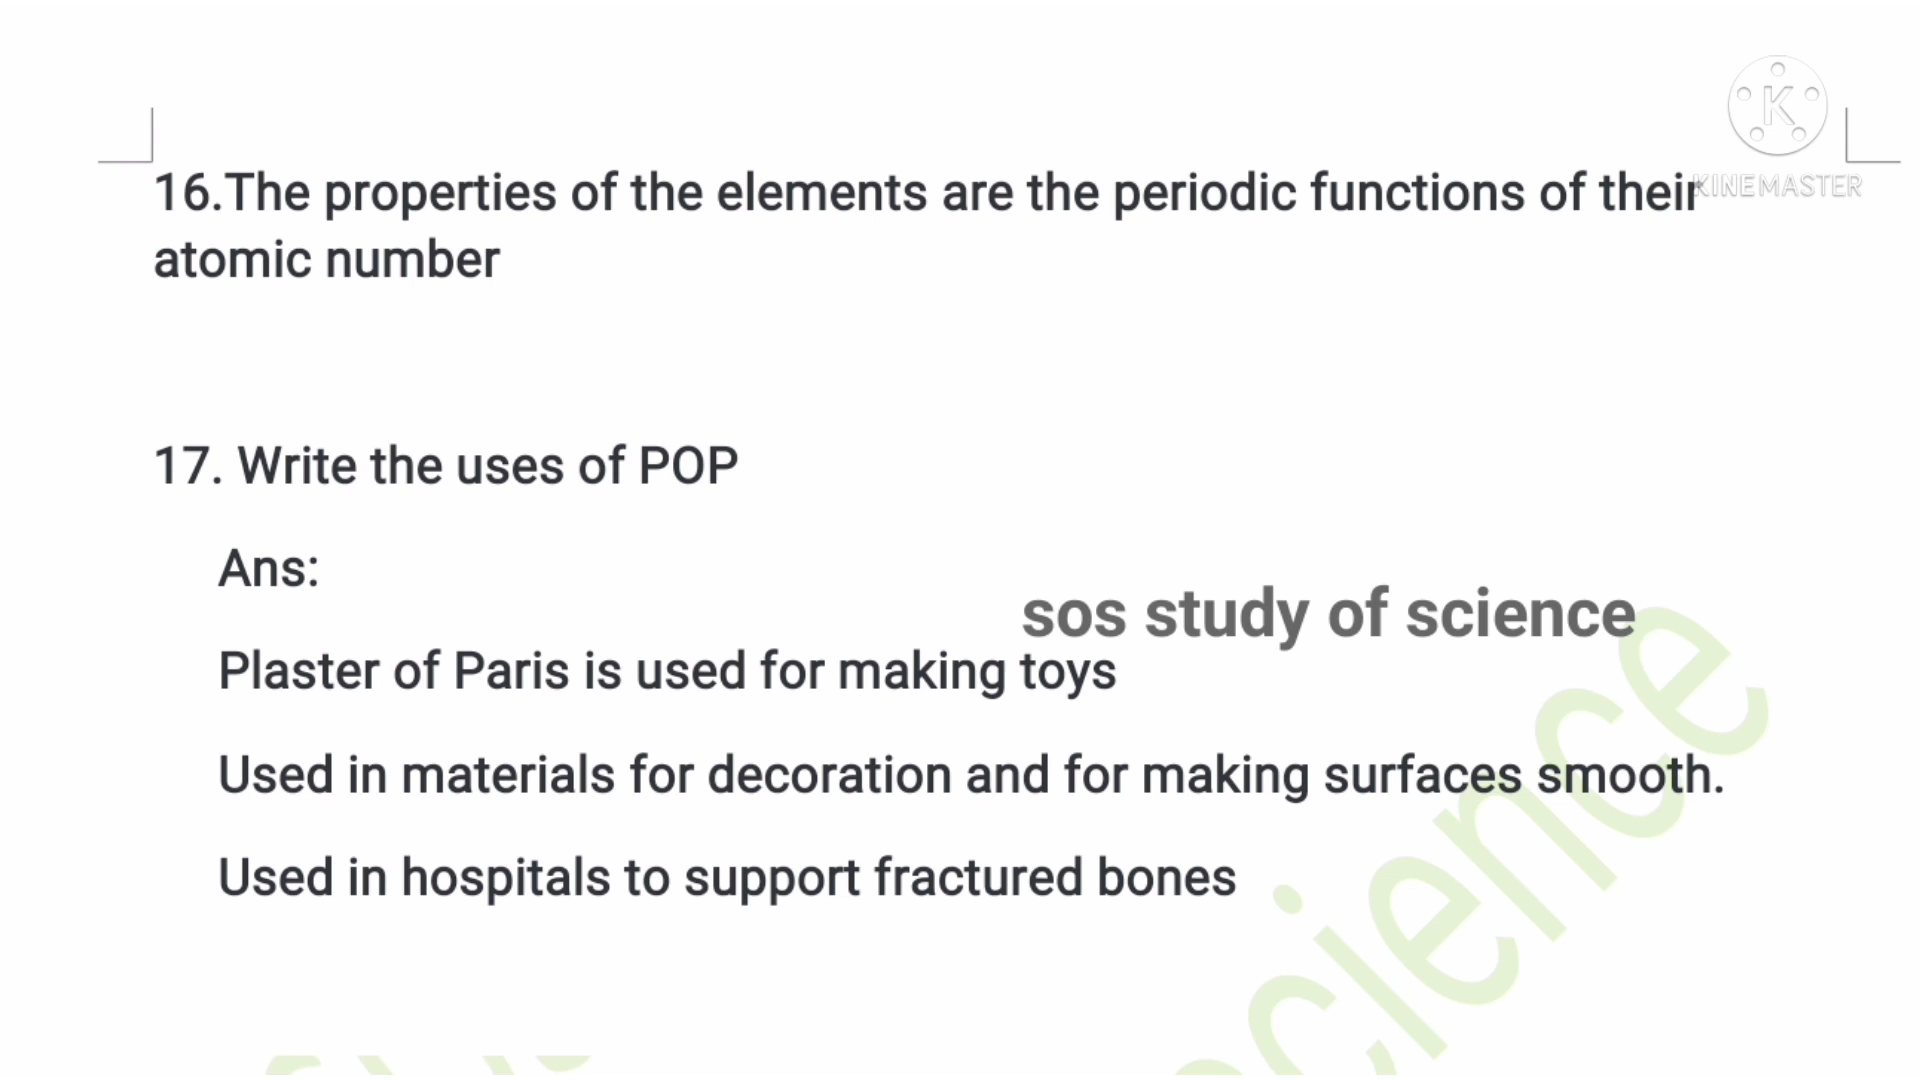 K
KINEMASTER
16.The properties of the elements are the periodic functions of their
atomic number
17. Write the uses of POP
Ans:
sos study of science
Plaster of Paris is used for making toys
Used in materials for decoration and for making surfaces smooth.
Used in hospitals to support fractured bones
cience